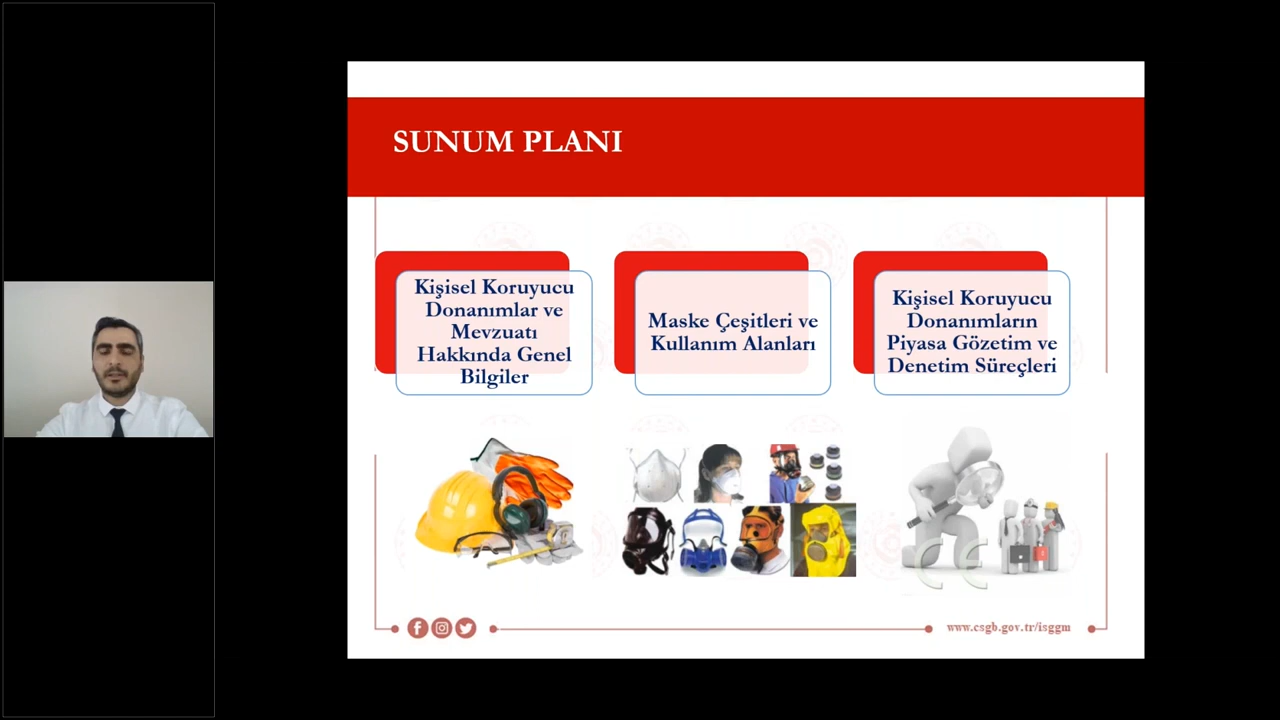 SUNUM PLANI
Kişisel Koruyucu
Donanımlar ve
Mevzuatı
Hakkında Genel
Bilgiler
Maske Çeşitleri ve
Kullanım Alanları
Kişisel Koruyucu
Donanımların
Piyasa Gözetim ve
Denetim Süreçleri
CE
www.csgb.gov.tr/isggm